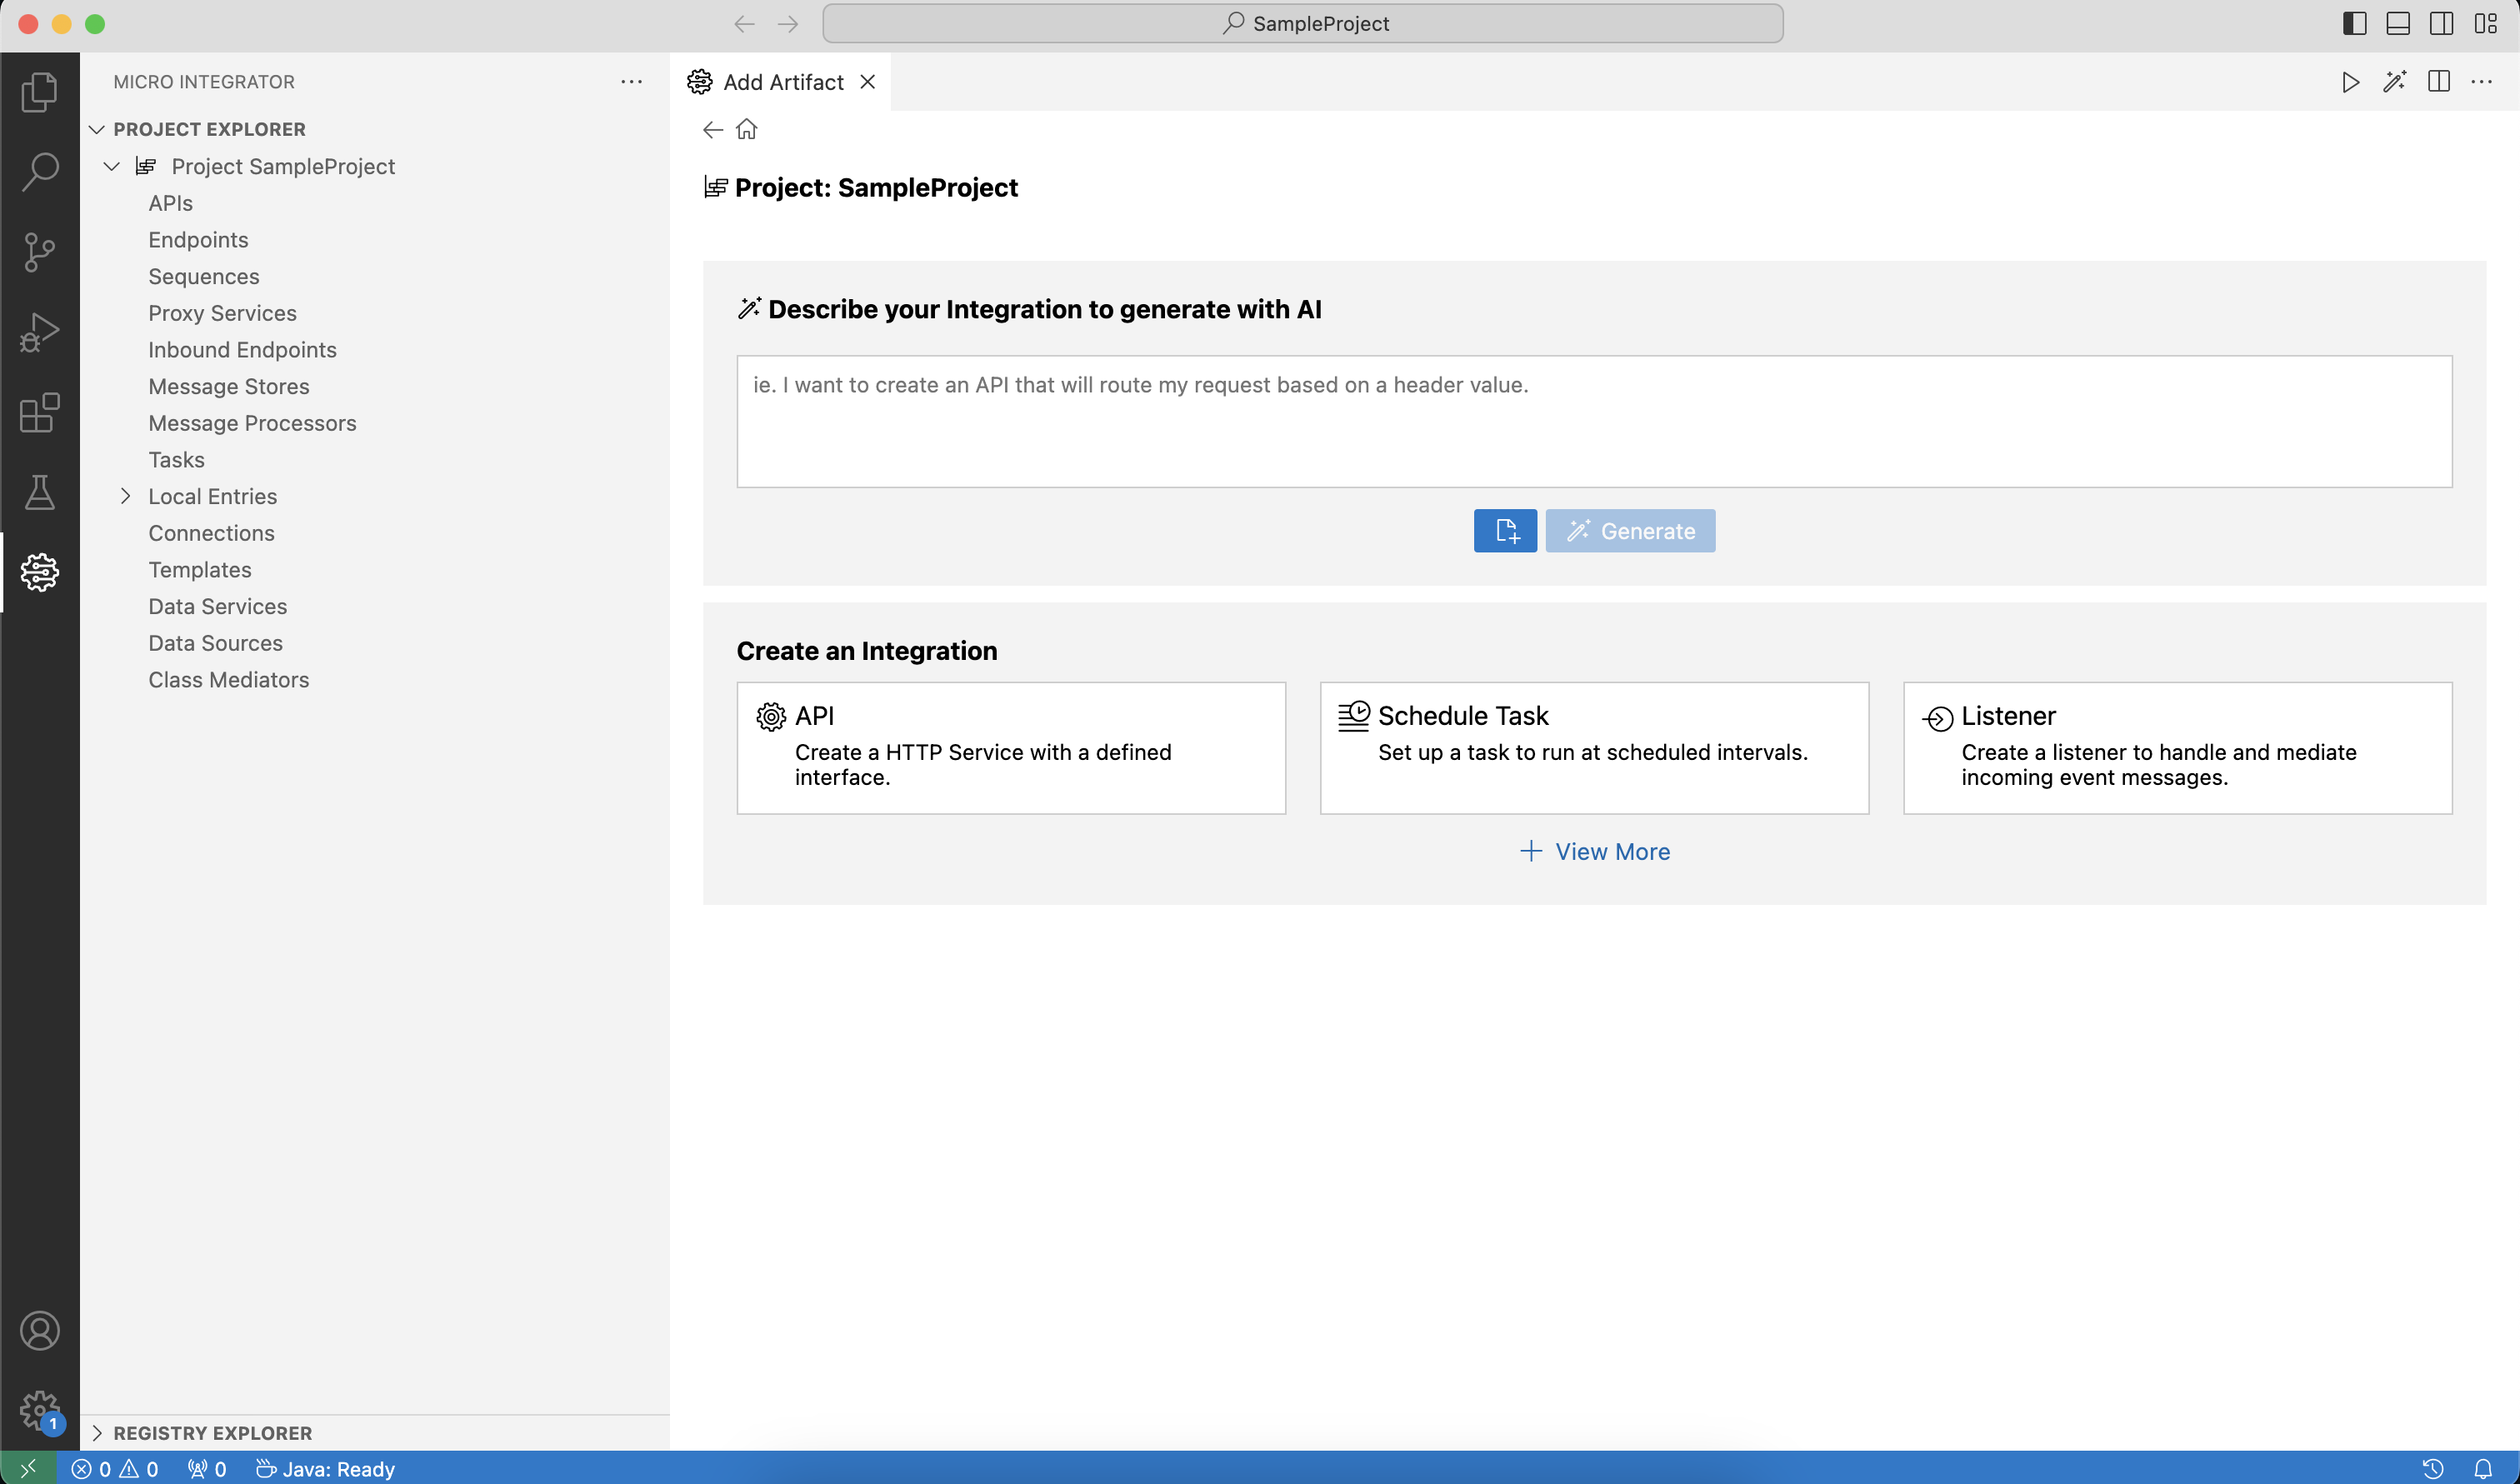 SampleProject
MICRO INTEGRATOR
PROJECT EXPLORER
Project SampleProject
APIs
Endpoints
Sequences
Proxy Services
Inbound Endpoints
Message Stores
Message Processors
Tasks
Local Entries
Connections
Templates
Data Services
Data Sources
Class Mediators
REGISTRY EXPLORER
Add Artifact
Project: SampleProject
Describe your Integration to generate with AI
ie. I want to create an API that will route my request based on a header value.
Generate
Create an Integration
API
Create a HTTP Service with a defined
interface.
Schedule Task
Set up a task to run at scheduled intervals.
Listener
Create a listener to handle and mediate
incoming event messages.
View More
1
0 0 0 Java: Ready